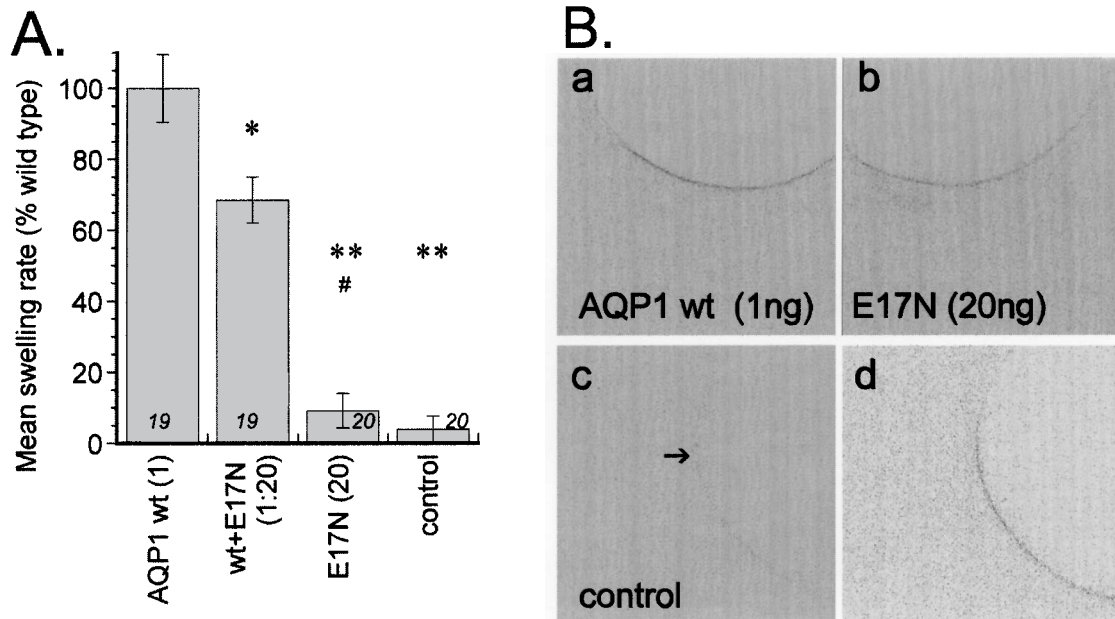 A.
Mean swelling rate (% wild type)
100
80
60
40
20
0
*
**
#
**
19
19
20
20
AQP1 wt (1)
wt+E17N
(1:20)
E17N (20)
control
B.
a
AQP1 wt (1ng)
b
E17N (20ng)
c
→
control
d